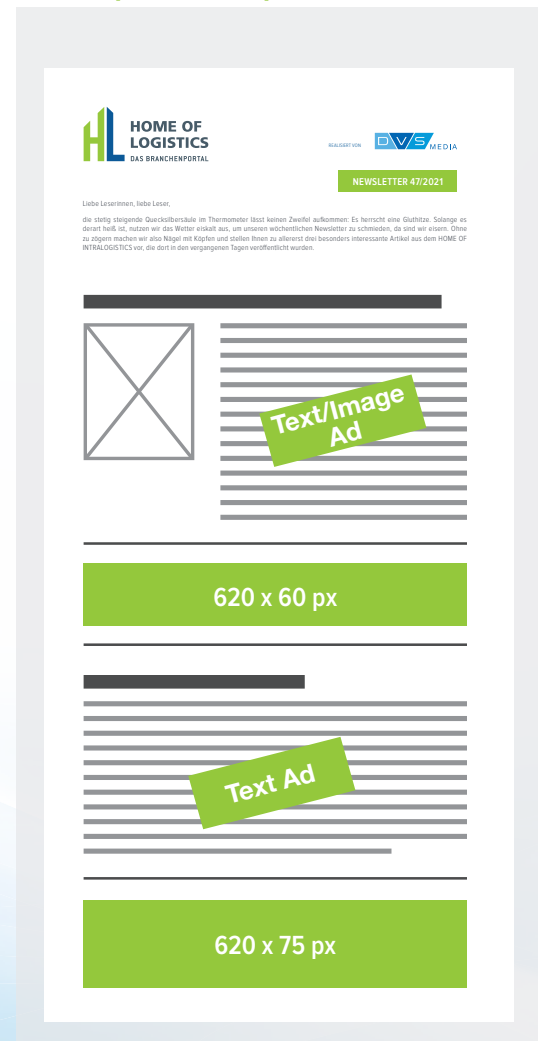 HOME OF
LOGISTICS
DAS BRANCHENPORTAL
REALISIERT VON
DVS MEDIA
NEWSLETTER 47/2021
Liebe Leserinnen, liebe Leser,
die stetig steigende Quecksilbersäule im Thermometer lässt keinen Zweifel aufkommen: Es herrscht eine Gluthitze. Solange es
derart heiß ist, nutzen wir das Wetter eiskalt aus, um unseren wöchentlichen Newsletter zu schmieden, da sind wir eisern. Ohne
zu zögern machen wir also Nägel mit Köpfen und stellen Ihnen zu allererst drei besonders interessante Artikel aus dem HOME OF
INTRALOGISTICS vor, die dort in den vergangenen Tagen veröffentlicht wurden.
Text/Image
Ad
620 x 60 px
Text Ad
620 x 75 px